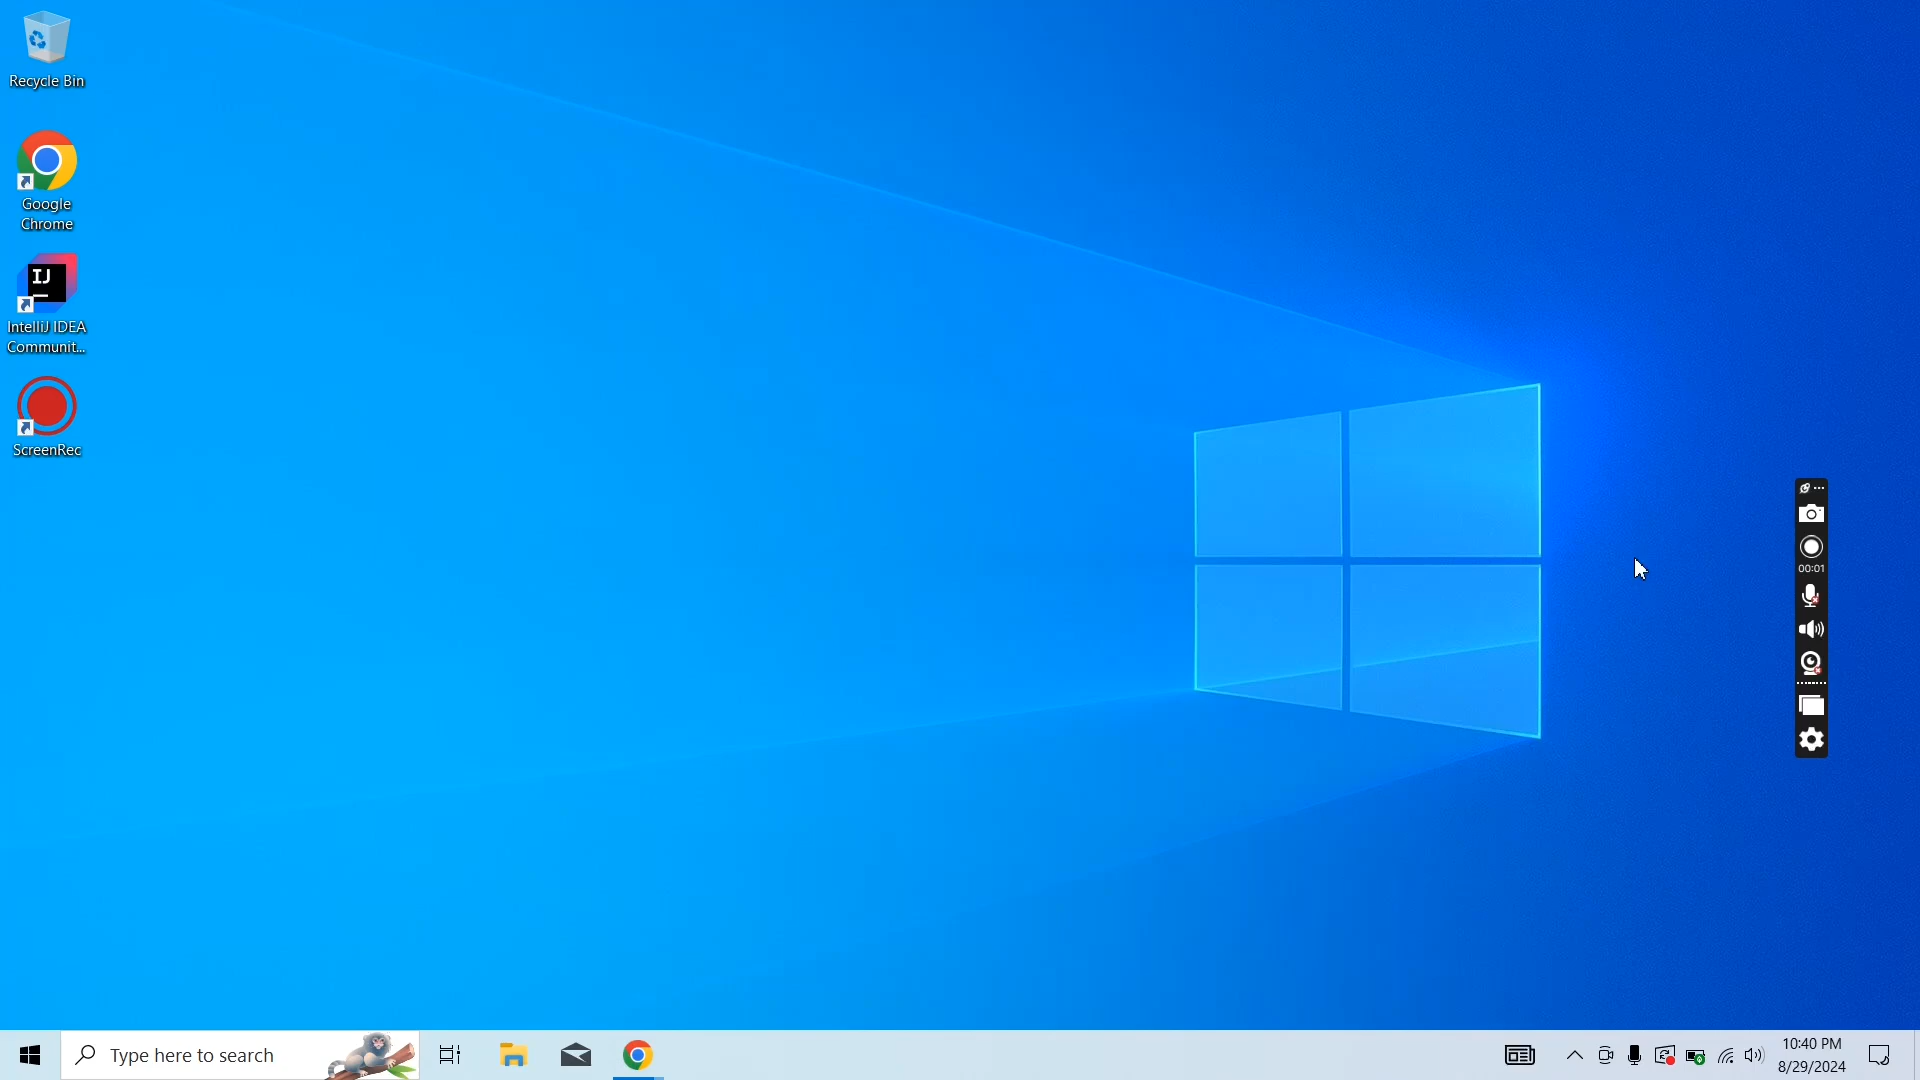 Recycle Bin
Google
Chrome
IJ
IntelliJ IDEA
Communit...
ScreenRec
00:01
Type here to search
10:40 PM
8/29/2024